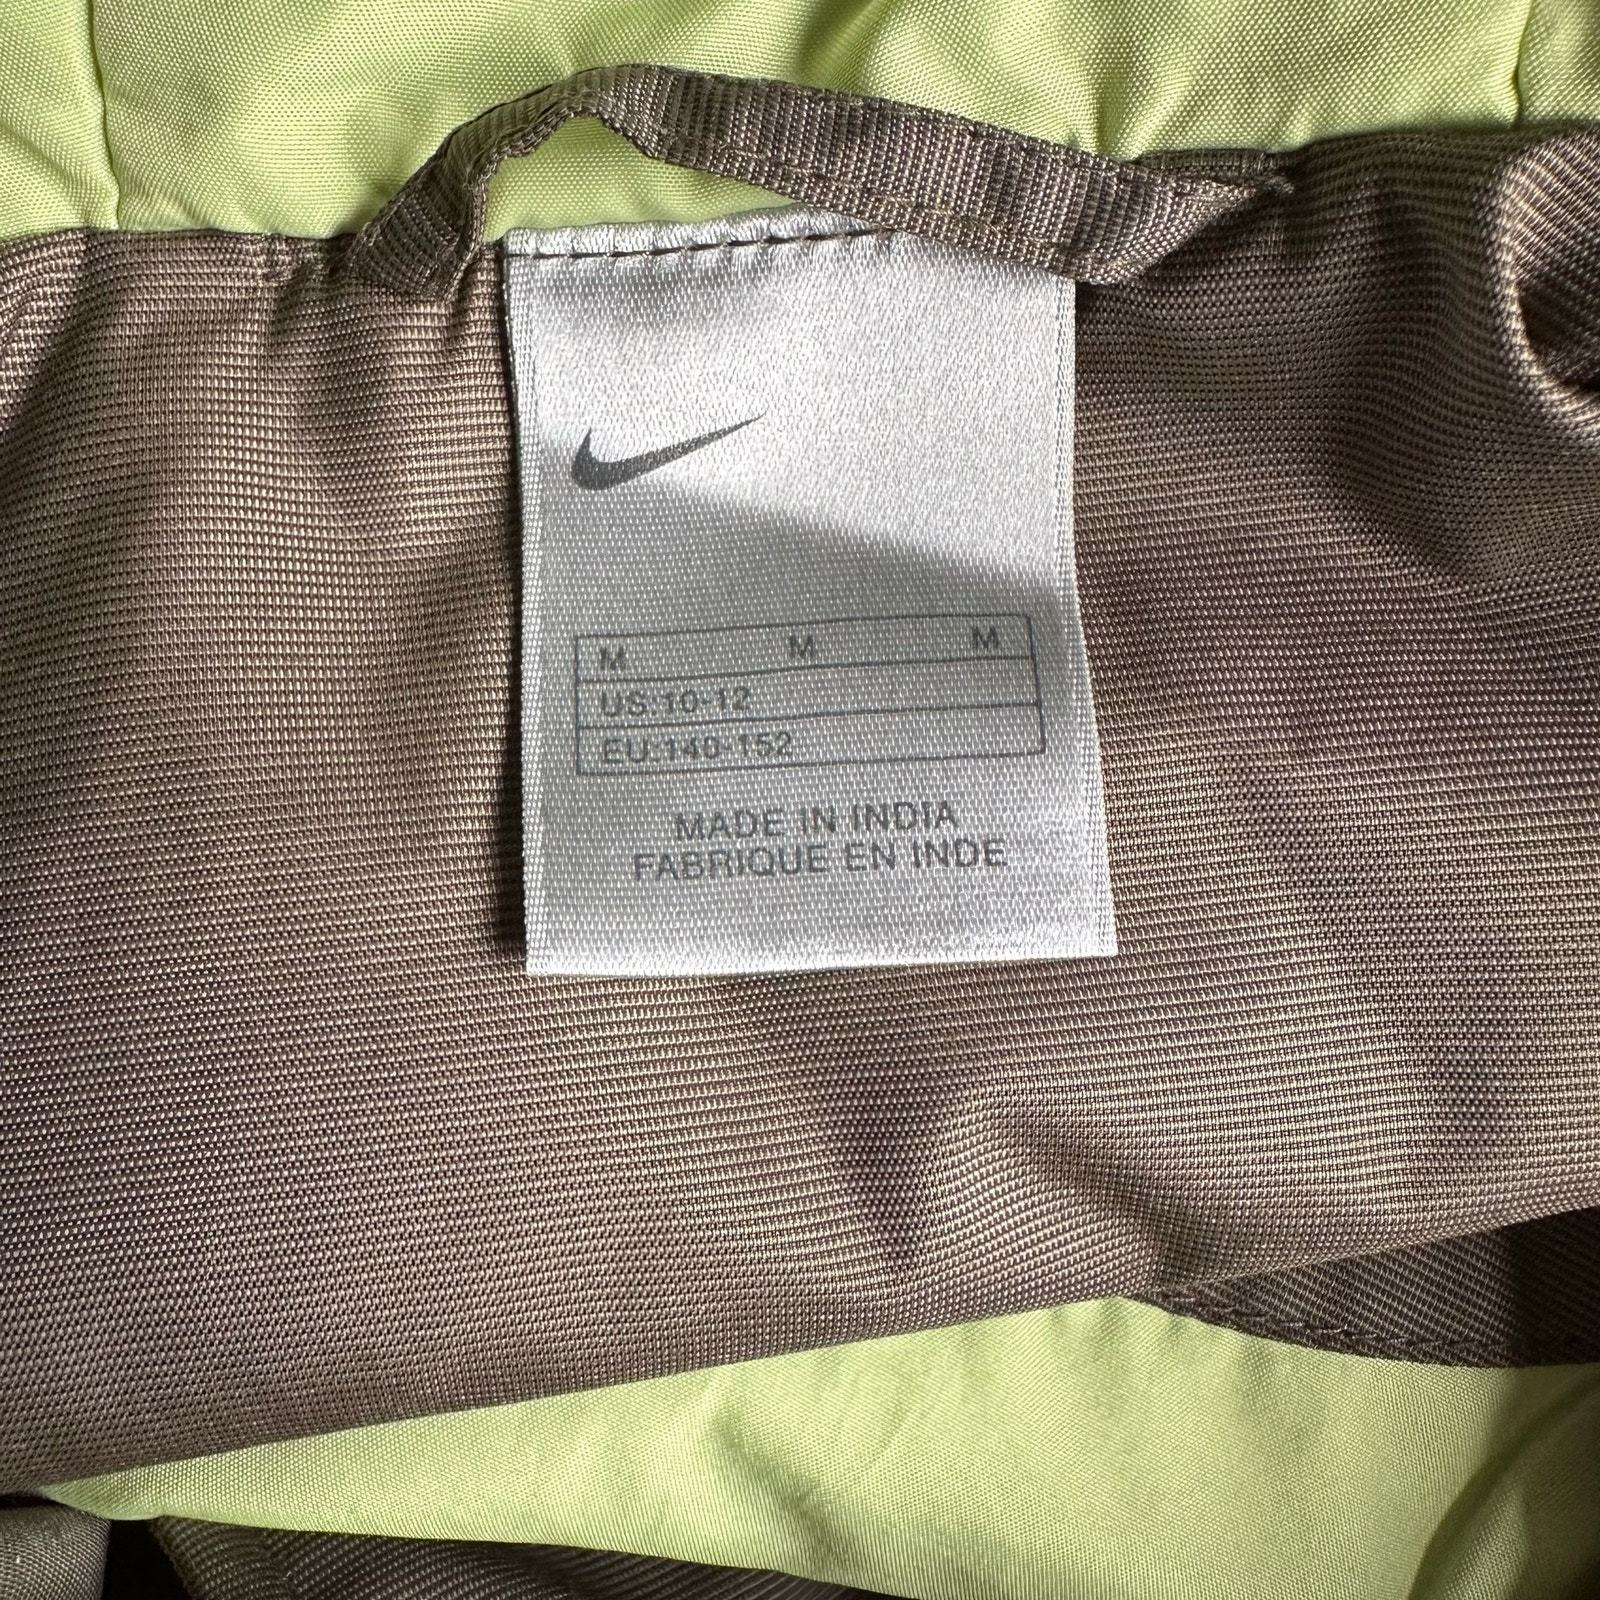 M M M
US:10-12
EU:140-152
MADE IN INDIA
FABRIQUE EN INDE